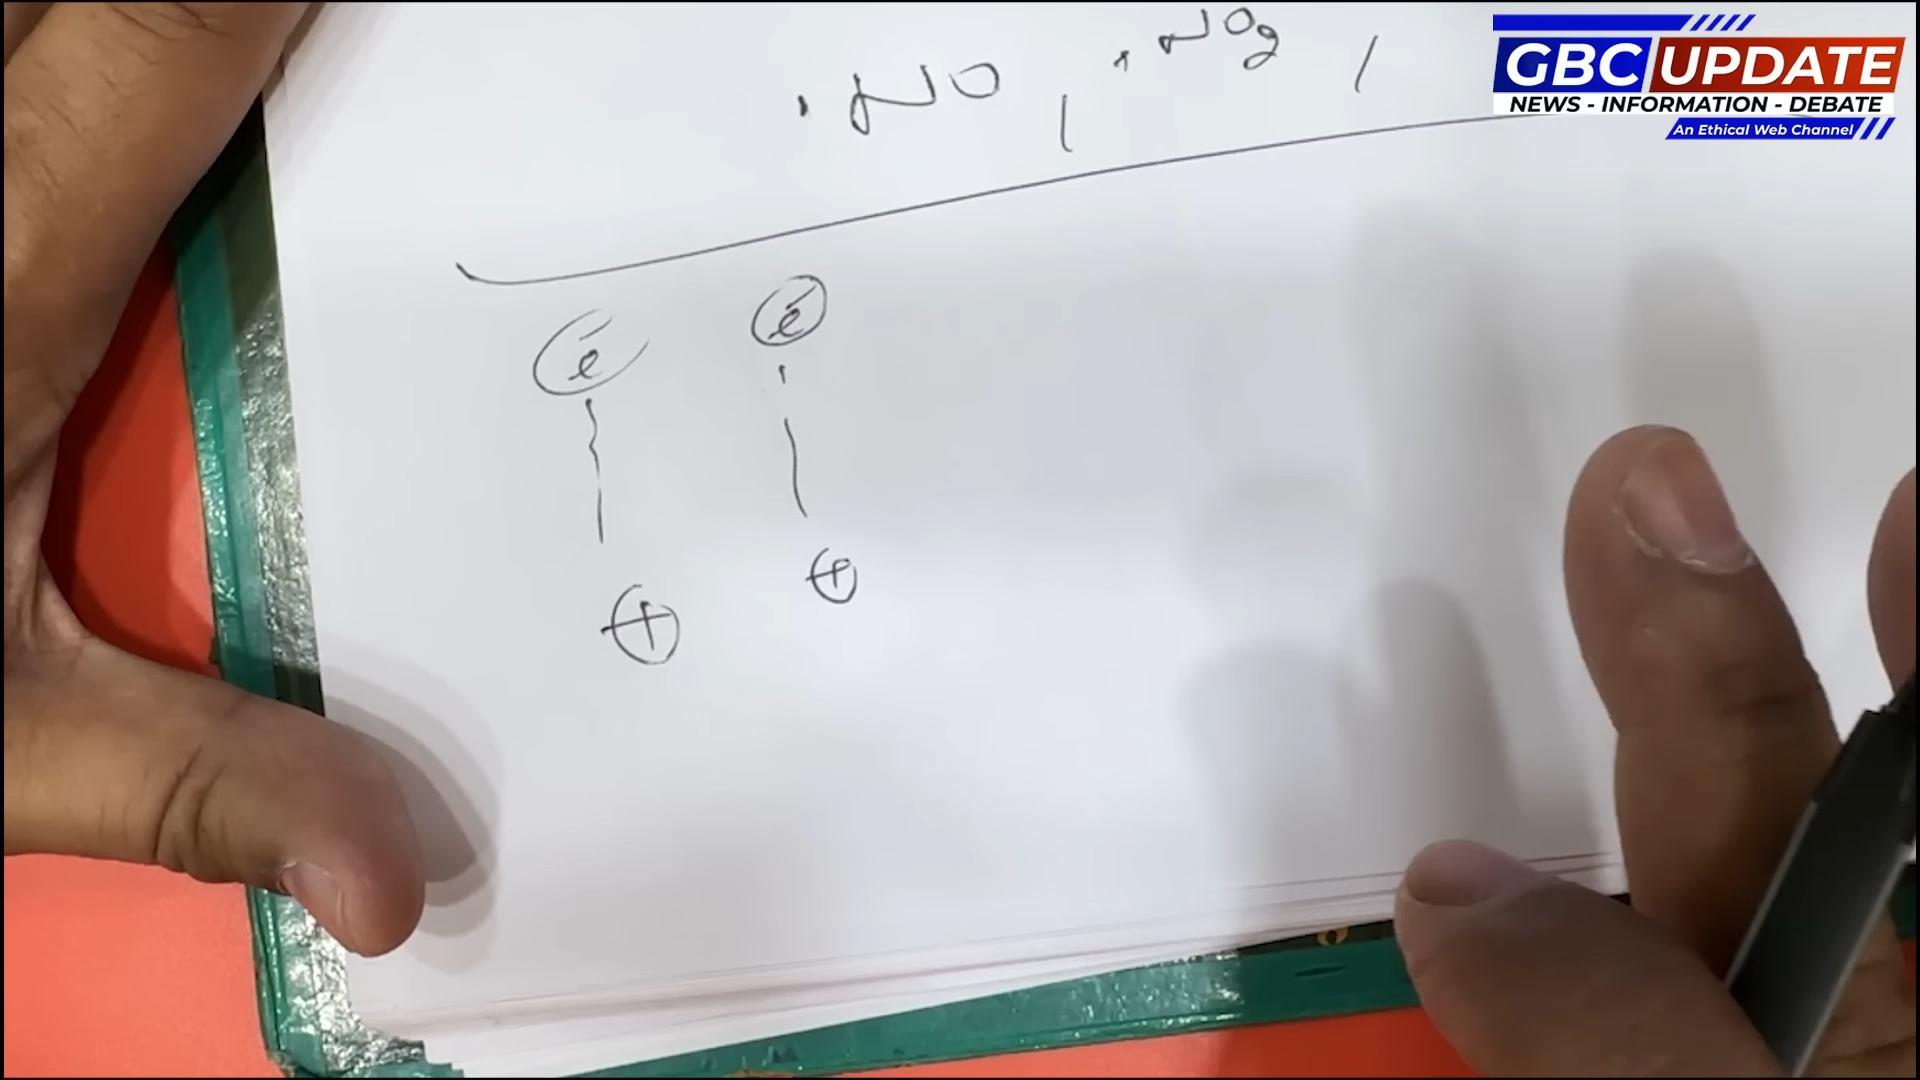 ·NO, ·NO2,
GBC UPDATE
NEWS - INFORMATION - DEBATE
An Ethical Web Channel
ē ē
+ +